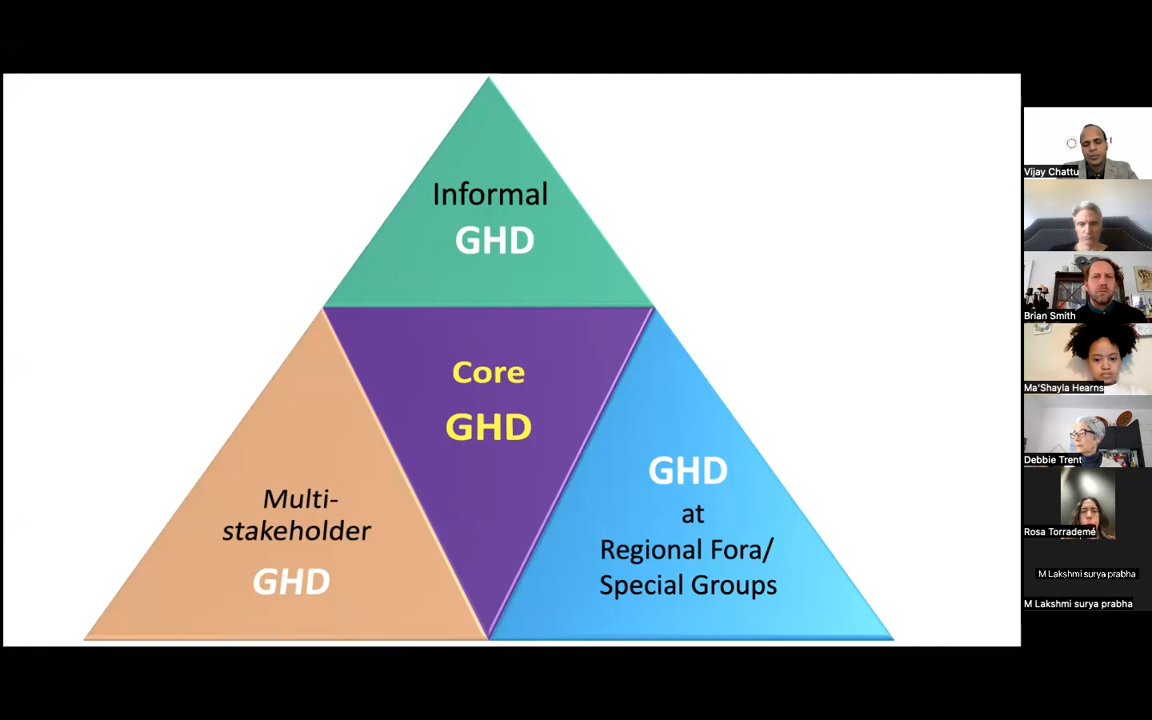 Informal
GHD
Core
GHD
Multi-
stakeholder
GHD
GHD
at
Regional Fora/
Special Groups
Vijay Chattu
Brian Smith
Ma'Shayla Hearns
Debbie Trent
Rosa Torrademé
M Lakshmi surya prabha
M Lakshmi surya prabha